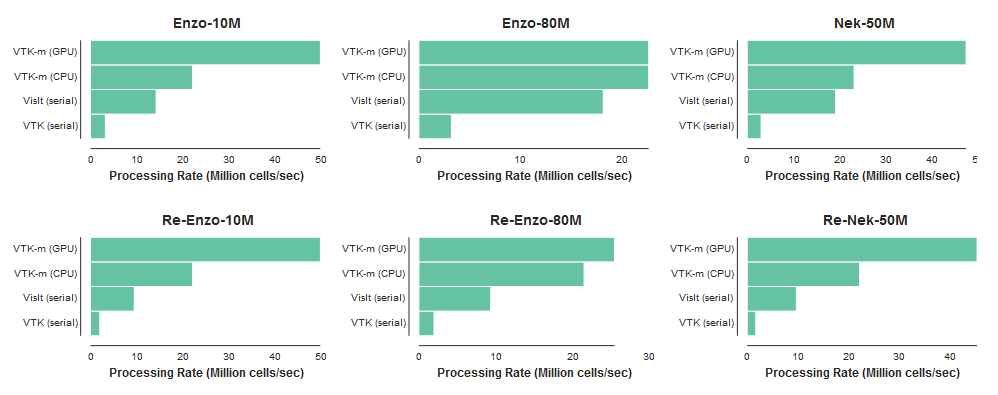 Enzo-10M
VTK-m (GPU)
VTK-m (CPU)
VisIt (serial)
VTK (serial)
0 10 20 30 40 50
Processing Rate (Million cells/sec)
Enzo-80M
VTK-m (GPU)
VTK-m (CPU)
VisIt (serial)
VTK (serial)
0 10 20
Processing Rate (Million cells/sec)
Nek-50M
VTK-m (GPU)
VTK-m (CPU)
VisIt (serial)
VTK (serial)
0 10 20 30 40 5
Processing Rate (Million cells/sec)
Re-Enzo-10M
VTK-m (GPU)
VTK-m (CPU)
VisIt (serial)
VTK (serial)
0 10 20 30 40 50
Processing Rate (Million cells/sec)
Re-Enzo-80M
VTK-m (GPU)
VTK-m (CPU)
VisIt (serial)
VTK (serial)
0 10 20 30
Processing Rate (Million cells/sec)
Re-Nek-50M
VTK-m (GPU)
VTK-m (CPU)
VisIt (serial)
VTK (serial)
0 10 20 30 40
Processing Rate (Million cells/sec)